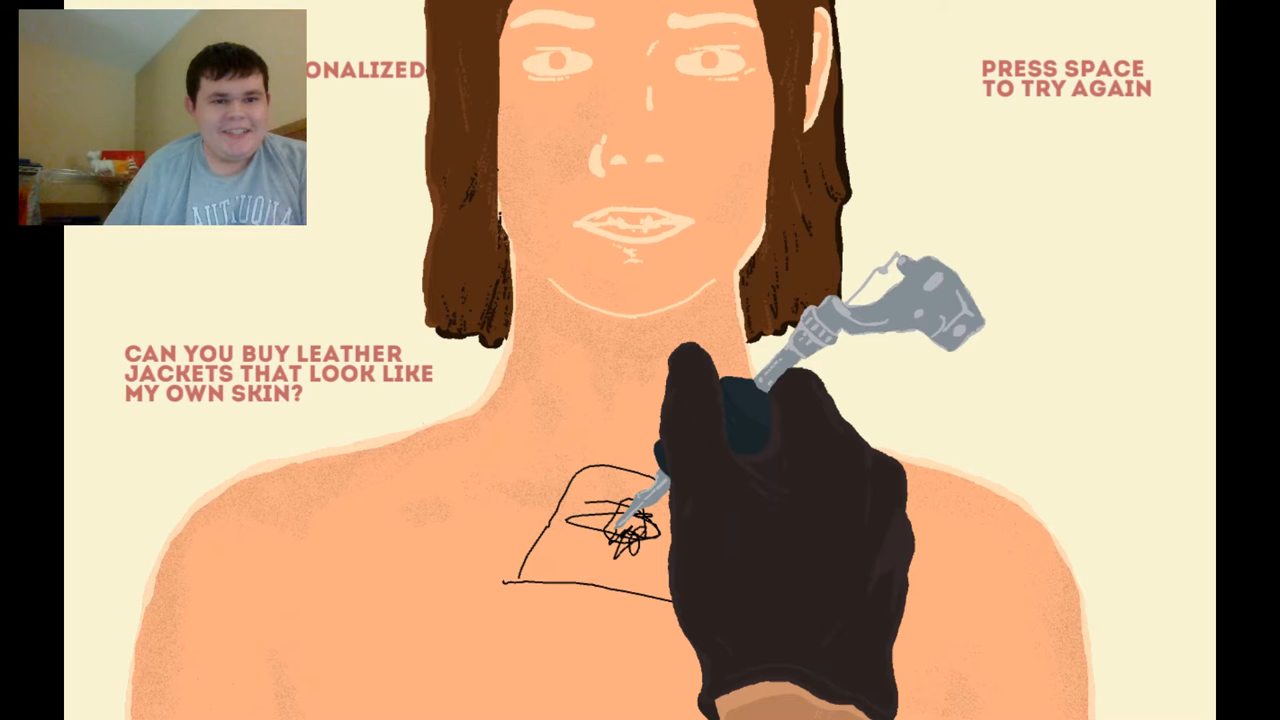 ONALIZED
PRESS SPACE
TO TRY AGAIN
CAN YOU BUY LEATHER
JACKETS THAT LOOK LIKE
MY OWN SKIN?